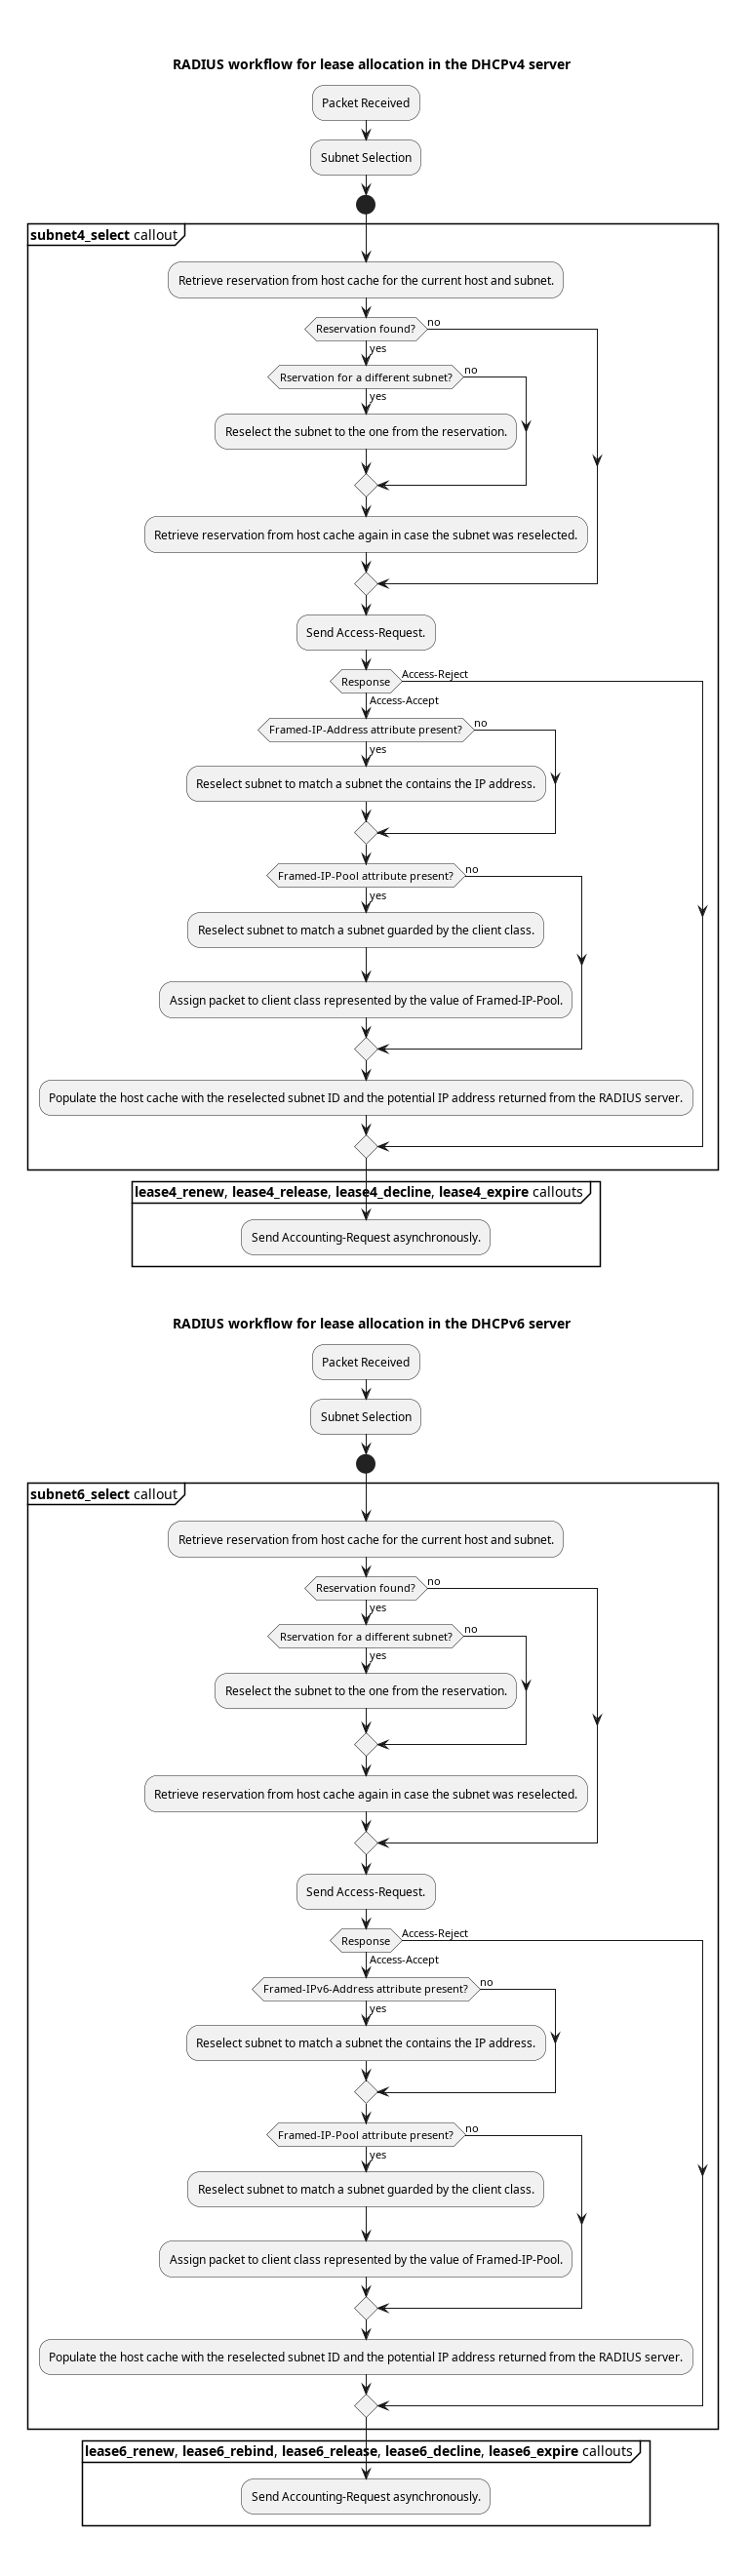 RADIUS workflow for lease allocation in the DHCPv4 server
Packet Received
Subnet Selection
subnet4_select callout
Retrieve reservation from host cache for the current host and subnet.
Reservation found?
no
yes
Rservation for a different subnet?
no
yes
Reselect the subnet to the one from the reservation.
Retrieve reservation from host cache again in case the subnet was reselected.
Send Access-Request.
Response
Access-Reject
Access-Accept
Framed-IP-Address attribute present?
no
yes
Reselect subnet to match a subnet the contains the IP address.
Framed-IP-Pool attribute present?
no
yes
Reselect subnet to match a subnet guarded by the client class.
Assign packet to client class represented by the value of Framed-IP-Pool.
Populate the host cache with the reselected subnet ID and the potential IP address returned from the RADIUS server.
lease4_renew, lease4_release, lease4_decline, lease4_expire callouts
Send Accounting-Request asynchronously.
RADIUS workflow for lease allocation in the DHCPv6 server
Packet Received
Subnet Selection
subnet6_select callout
Retrieve reservation from host cache for the current host and subnet.
Reservation found?
no
yes
Rservation for a different subnet?
no
yes
Reselect the subnet to the one from the reservation.
Retrieve reservation from host cache again in case the subnet was reselected.
Send Access-Request.
Response
Access-Reject
Access-Accept
Framed-IPv6-Address attribute present?
no
yes
Reselect subnet to match a subnet the contains the IP address.
Framed-IP-Pool attribute present?
no
yes
Reselect subnet to match a subnet guarded by the client class.
Assign packet to client class represented by the value of Framed-IP-Pool.
Populate the host cache with the reselected subnet ID and the potential IP address returned from the RADIUS server.
lease6_renew, lease6_rebind, lease6_release, lease6_decline, lease6_expire callouts
Send Accounting-Request asynchronously.